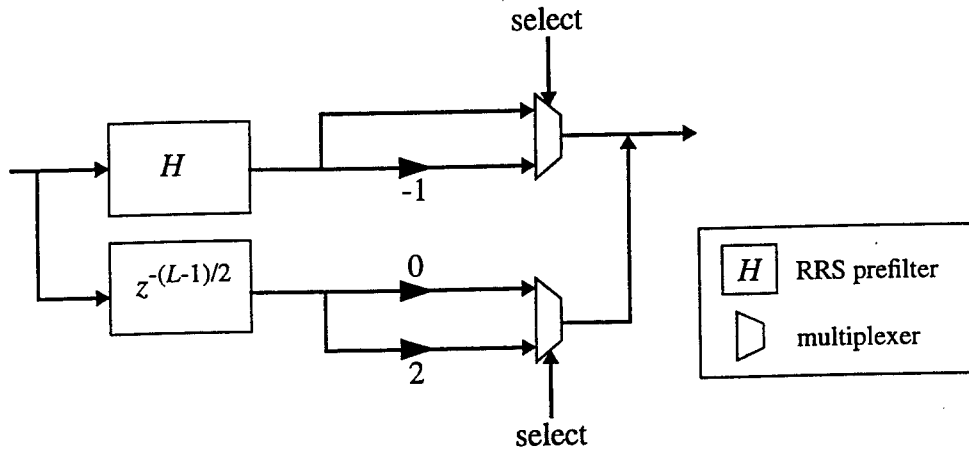 select
H
-1
z^-(L-1)/2
0
2
select
H RRS prefilter
multiplexer